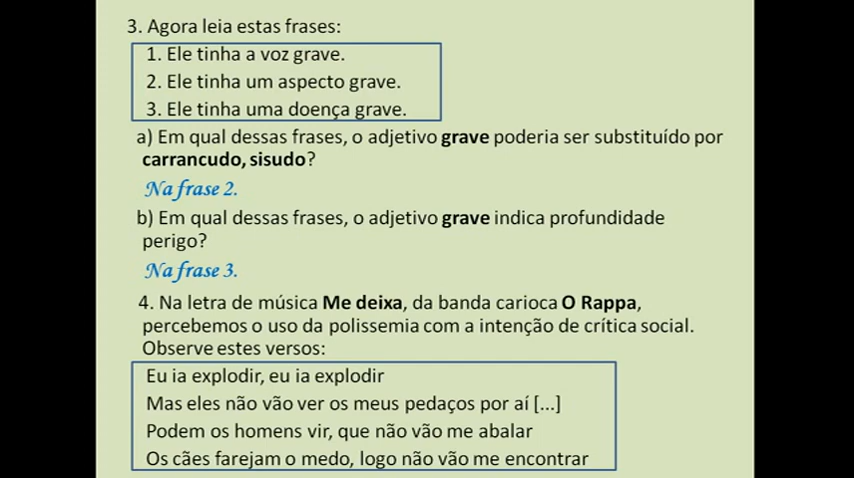 3. Agora leia estas frases:
1. Ele tinha a voz grave.
2. Ele tinha um aspecto grave.
3. Ele tinha uma doença grave.
a) Em qual dessas frases, o adjetivo grave poderia ser substituído por
carrancudo, sisudo?
Na frase 2.
b) Em qual dessas frases, o adjetivo grave indica profundidade
perigo?
Na frase 3.
4. Na letra de música Me deixa, da banda carioca O Rappa,
percebemos o uso da polissemia com a intenção de crítica social.
Observe estes versos:
Eu ia explodir, eu ia explodir
Mas eles não vão ver os meus pedaços por aí [...]
Podem os homens vir, que não vão me abalar
Os cães farejam o medo, logo não vão me encontrar